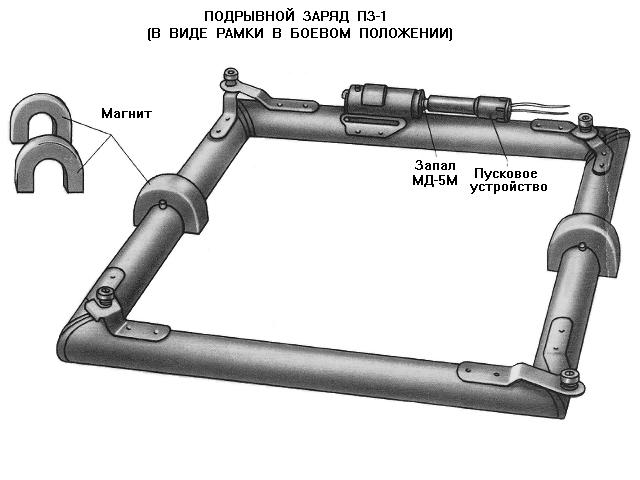 ПОДРЫВНОЙ ЗАРЯД ПЗ-1
(В ВИДЕ РАМКИ В БОЕВОМ ПОЛОЖЕНИИ)
Магнит
Запал
МД-5М
Пусковое
устройство